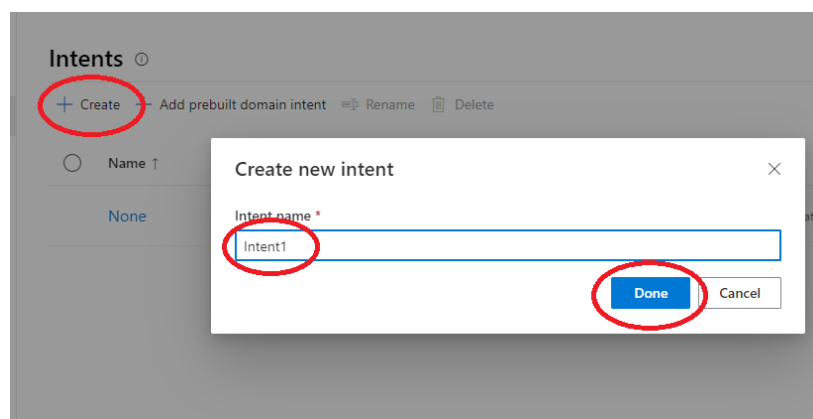 Intents
+ Create + Add prebuilt domain intent Rename Delete
Name ↑
Create new intent
None
Intent name *
Intent1
Done Cancel